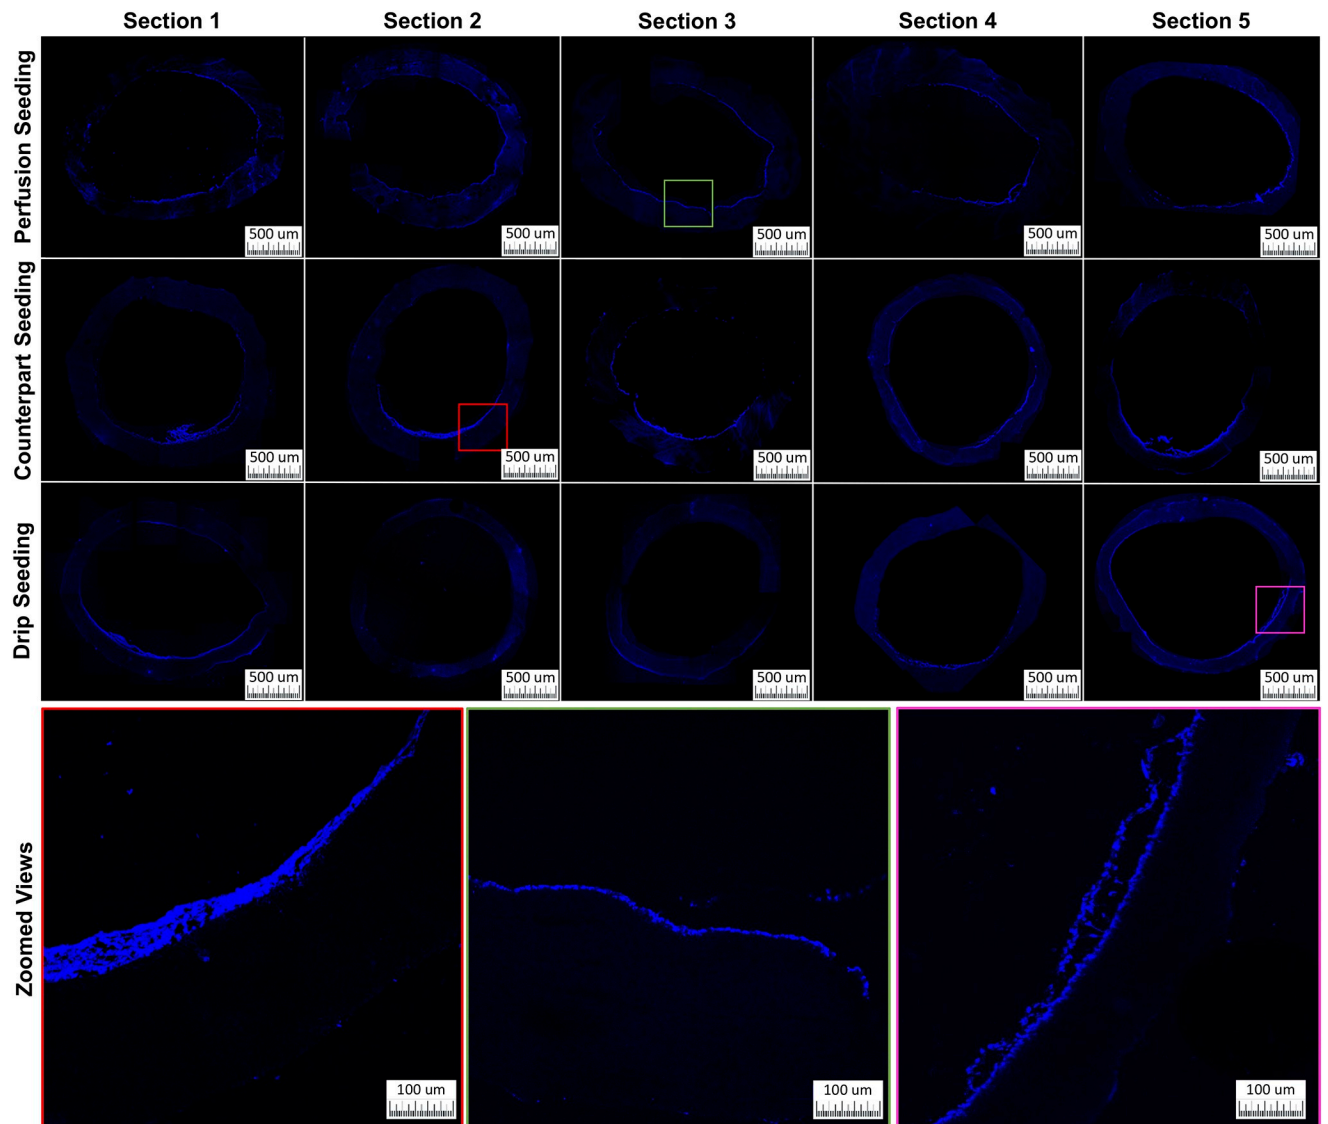 Section 1 Section 2 Section 3 Section 4 Section 5
Perfusion Seeding
500 um 500 um 500 um 500 um 500 um
Counterpart Seeding
500 um 500 um 500 um 500 um 500 um
Drip Seeding
500 um 500 um 500 um 500 um 500 um
Zoomed Views
100 um 100 um 100 um